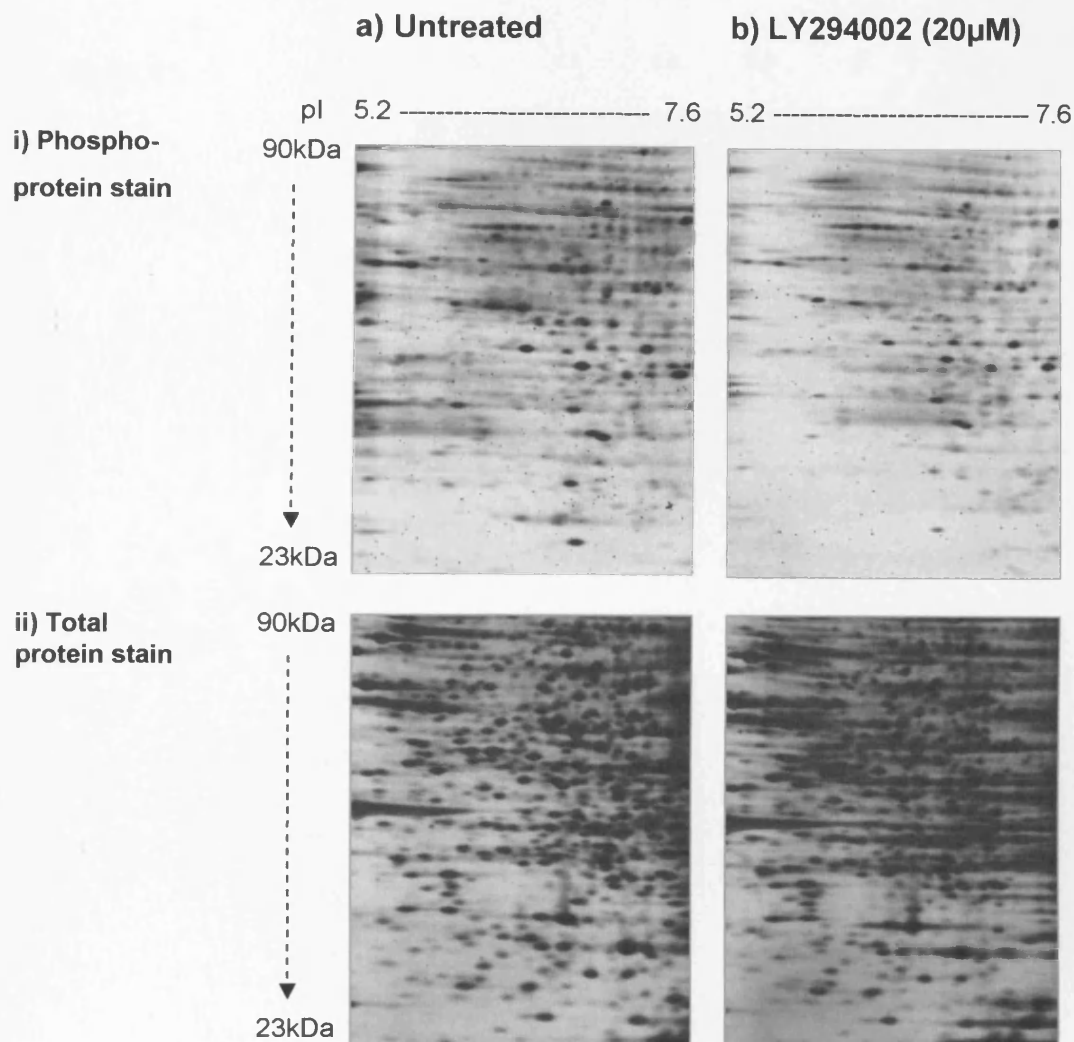 a) Untreated b) LY294002 (20µM)
pI 5.2 ---------------------------- 7.6 5.2 ---------------------------- 7.6
i) Phospho-
protein stain
90kDa
23kDa
ii) Total
protein stain
90kDa
23kDa